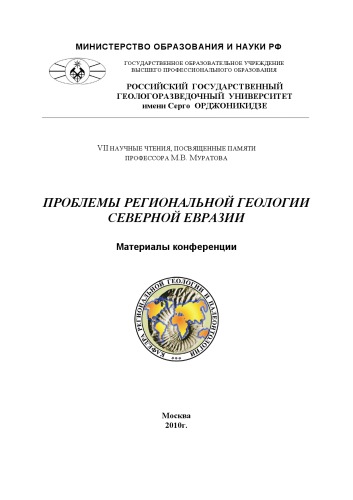 МИНИСТЕРСТВО ОБРАЗОВАНИЯ И НАУКИ РФ
ГОСУДАРСТВЕННОЕ ОБРАЗОВАТЕЛЬНОЕ УЧРЕЖДЕНИЕ
ВЫСШЕГО ПРОФЕССИОНАЛЬНОГО ОБРАЗОВАНИЯ
РОССИЙСКИЙ ГОСУДАРСТВЕННЫЙ
ГЕОЛОГОРАЗВЕДОЧНЫЙ УНИВЕРСИТЕТ
имени Серго ОРДЖОНИКИДЗЕ
VII НАУЧНЫЕ ЧТЕНИЯ, ПОСВЯЩЕННЫЕ ПАМЯТИ
ПРОФЕССОРА М.В. МУРАТОВА
ПРОБЛЕМЫ РЕГИОНАЛЬНОЙ ГЕОЛОГИИ
СЕВЕРНОЙ ЕВРАЗИИ
Материалы конференции
КАФЕДРА РЕГИОНАЛЬНОЙ ГЕОЛОГИИ И ПАЛЕОНТОЛОГИИ
Москва
2010г.